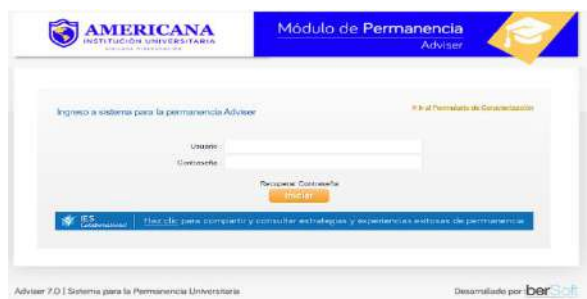 AMERICANA
INSTITUCIÓN UNIVERSITARIA
Módulo de Permanencia
Adviser
Ingreso a sistema para la permanencia Adviser
Ir al Formulario de Caracterización
Usuario
Contraseña
Recuperar Contraseña
Iniciar
IES
Colaborativas
Haz clic para compartir y consultar estrategias y experiencias exitosas de permanencia
Adviser 7.0 | Sistema para la Permanencia Universitaria
Desarrollado por iberSoft